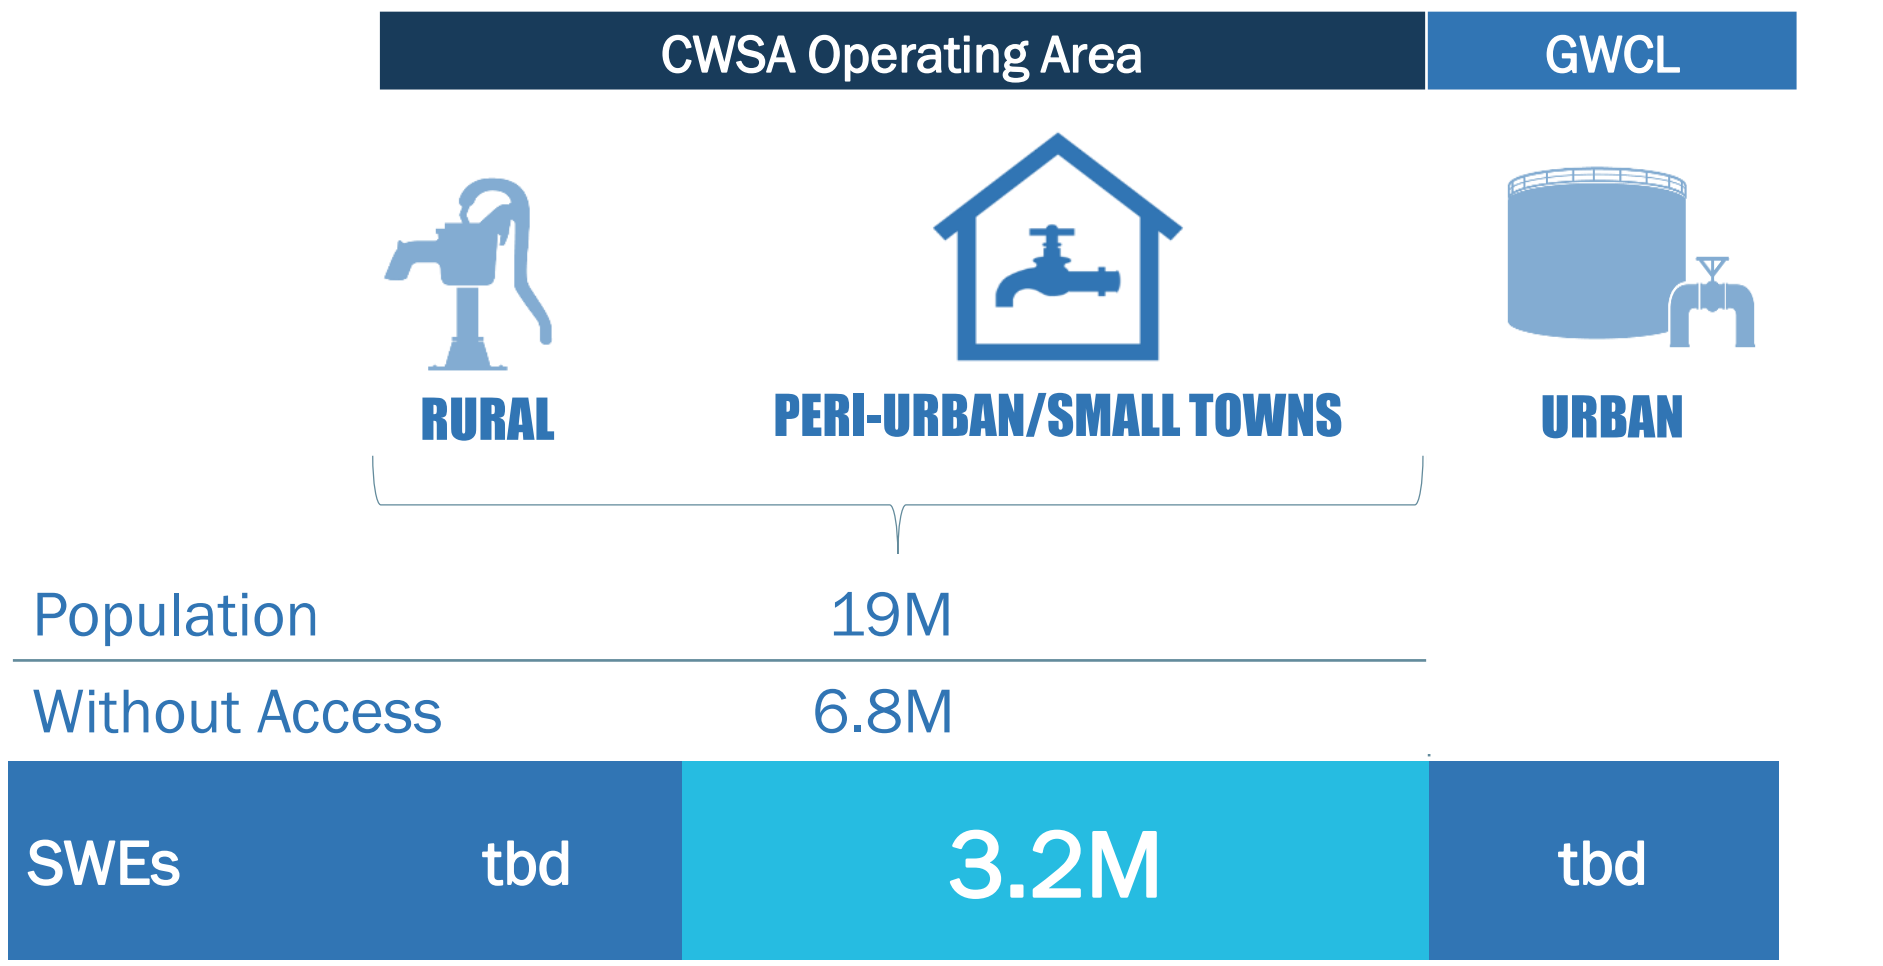 CWSA Operating Area GWCL
RURAL PERI-URBAN/SMALL TOWNS URBAN
Population 19M
Without Access 6.8M
SWEs tbd 3.2M tbd